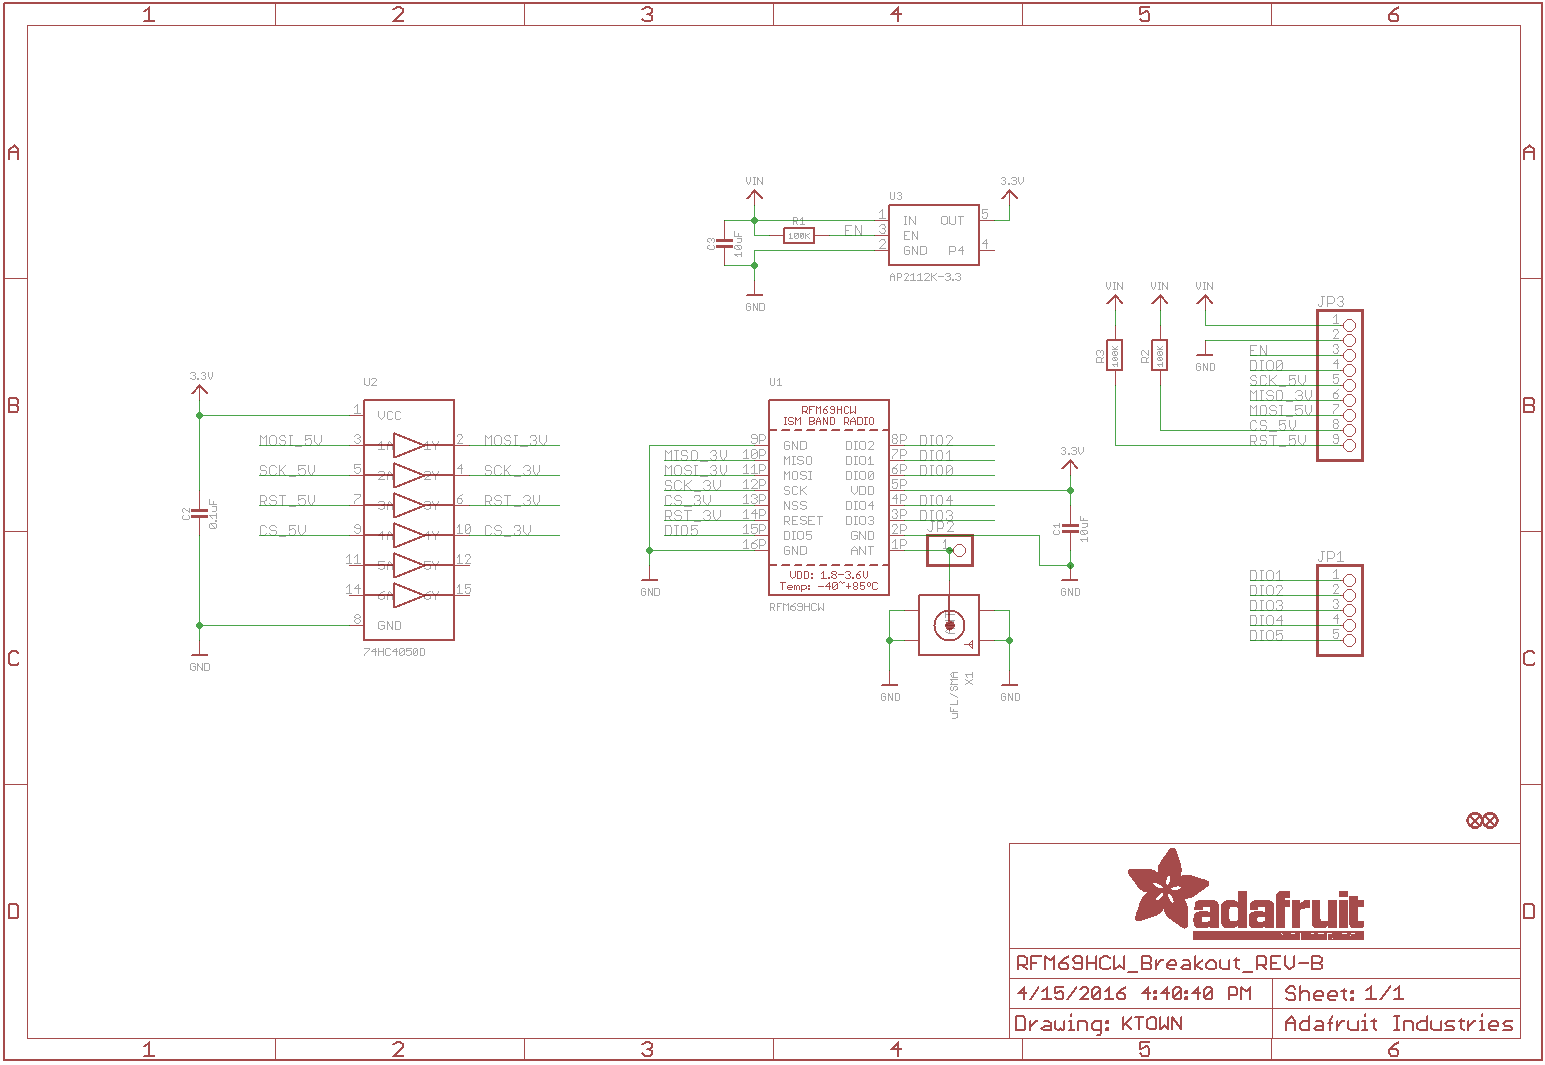 1 2 3 4 5 6
A
A
VIN
3.3V
U3
R1
100K
EN
C3
10uF
1 IN OUT 5
3 EN
2 GND P4 4
AP2112K-3.3
GND
VIN VIN VIN
JP3
R3
100K
R2
100K
GND
1
2
EN 3
DIO0 4
SCK_5V 5
MISO_3V 6
MOSI_5V 7
CS_5V 8
RST_5V 9
B
B
3.3V
U2
1 VCC
MOSI_5V 3 1A 1Y 2 MOSI_3V
SCK_5V 5 2A 2Y 4 SCK_3V
RST_5V 7 3A 3Y 6 RST_3V
CS_5V 9 4A 4Y 10 CS_3V
11 5A 5Y 12
14 6A 6Y 15
8 GND
74HC4050D
C2
0.1uF
GND
U1
RFM69HCW
ISM BAND RADIO
9P GND DIO2 8P DIO2
MISO_3V 10P MISO DIO1 7P DIO1
MOSI_3V 11P MOSI DIO0 6P DIO0
SCK_3V 12P SCK VDD 5P
CS_3V 13P NSS DIO4 4P DIO4
RST_3V 14P RESET DIO3 3P DIO3
DIO5 15P DIO5 GND 2P
16P GND ANT 1P
VDD: 1.8-3.6V
Temp: -40~+85°C
RFM69HCW
GND
JP2
1
3.3V
C1
10uF
GND
GND
GND
uFL/SMA
X1
JP1
DIO1 1
DIO2 2
DIO3 3
DIO4 4
DIO5 5
C
C
D
D
adafruit
RFM69HCW_Breakout_REV-B
4/15/2016 4:40:40 PM
Sheet: 1/1
Drawing: KTOWN
Adafruit Industries
1 2 3 4 5 6